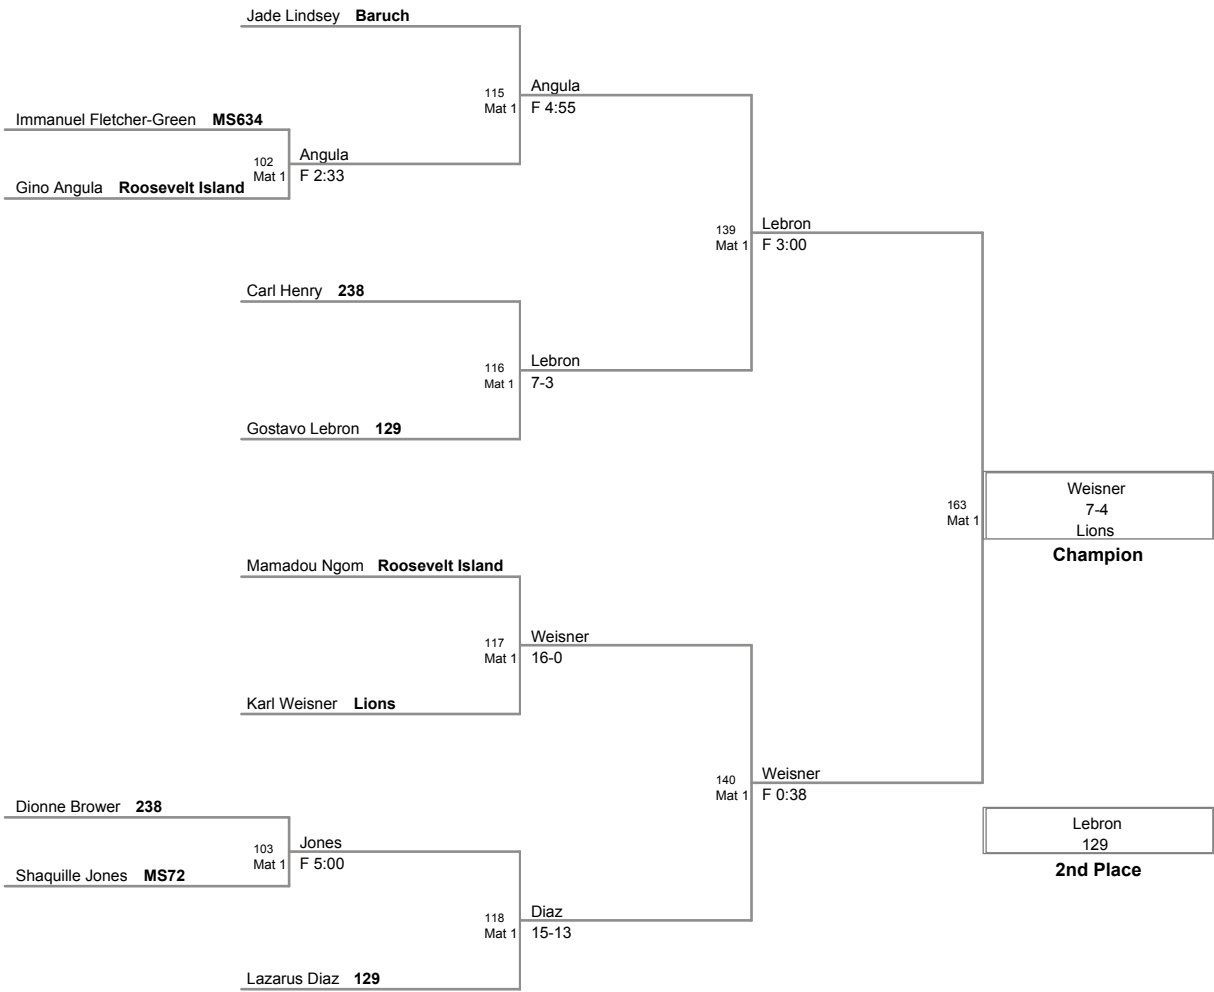 Jade Lindsey Baruch
115
Mat 1
Angula
F 4:55
Immanuel Fletcher-Green MS634
102
Mat 1
Angula
F 2:33
Gino Angula Roosevelt Island
139
Mat 1
Lebron
F 3:00
Carl Henry 238
116
Mat 1
Lebron
7-3
Gostavo Lebron 129
163
Mat 1
Weisner
7-4
Lions
Champion
Mamadou Ngom Roosevelt Island
117
Mat 1
Weisner
16-0
Karl Weisner Lions
140
Mat 1
Weisner
F 0:38
Dionne Brower 238
103
Mat 1
Jones
F 5:00
Shaquille Jones MS72
Lebron
129
2nd Place
118
Mat 1
Diaz
15-13
Lazarus Diaz 129